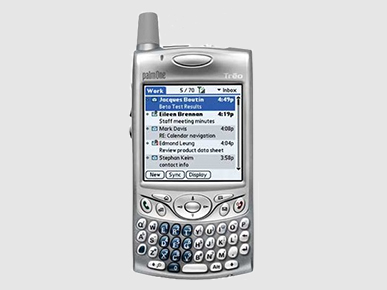 palmOne Treo
Work 5 / 70 Inbox
Jacques Boutin 4:49p
Beta Test Results
Eileen Brennan 4:19p
Staff meeting minutes
Mark Davis 4:08p
RE: Calendar navigation
Edmond Leung 4:04p
Review product data sheet
Stephan Keirn 3:58p
contact info
New Sync Display